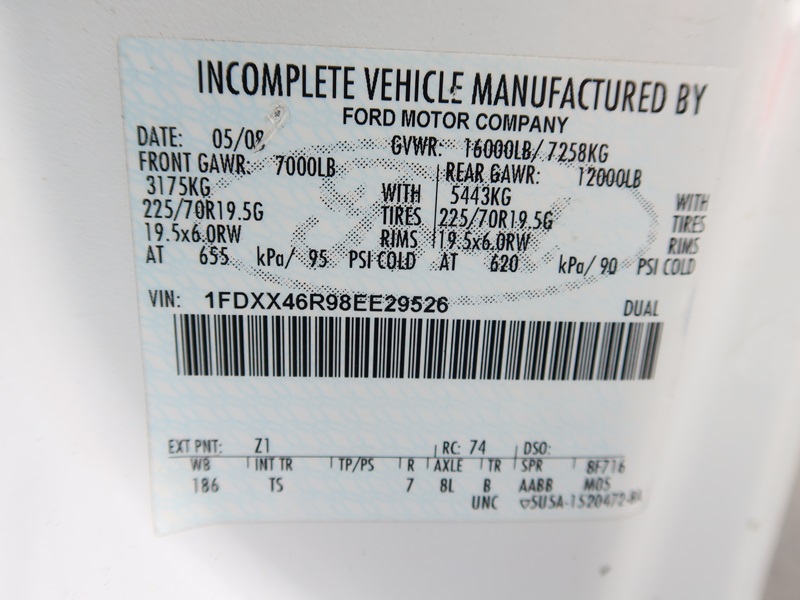 INCOMPLETE VEHICLE MANUFACTURED BY
FORD MOTOR COMPANY
DATE: 05/08 GVWR: 16000LB/ 7258KG
FRONT GAWR: 7000LB REAR GAWR: 12000LB
3175KG WITH 5443KG WITH
225/70R19.5G TIRES 225/70R19.5G TIRES
19.5x6.0RW RIMS 19.5x6.0RW RIMS
AT 655 kPa/ 95 PSI COLD AT 620 kPa/ 90 PSI COLD
VIN: 1FDXX46R98EE29526 DUAL
EXT PNT: Z1 RC: 74 DSO:
WB INT TR TP/PS R AXLE TR SPR 8F716
186 TS 7 8L B AABB M05
UNC